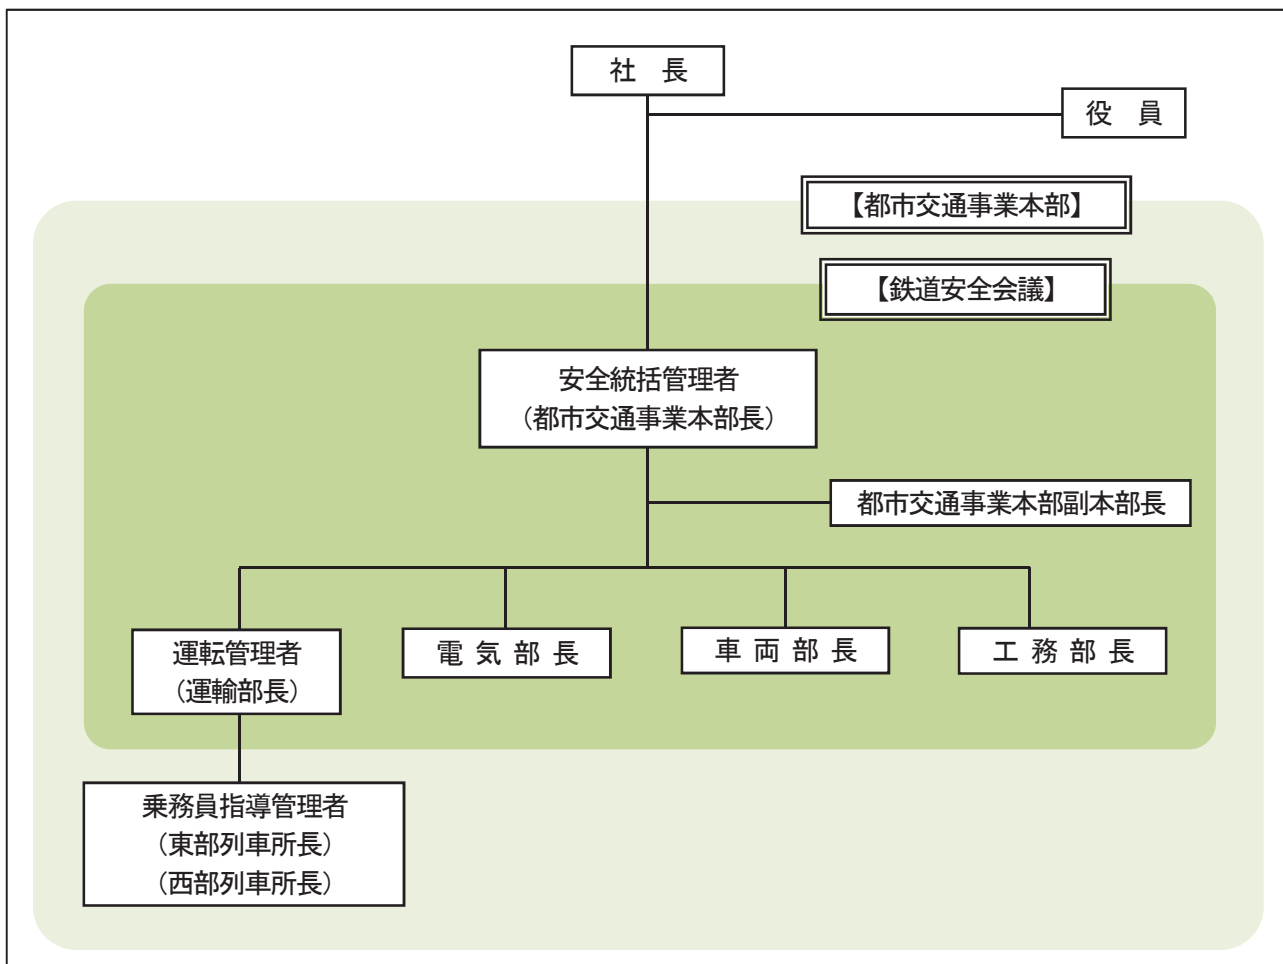 社　長
役　員
【都市交通事業本部】
【鉄道安全会議】
安全統括管理者
（都市交通事業本部長）
都市交通事業本部副本部長
運転管理者
（運輸部長）
電気部長
車両部長
工務部長
乗務員指導管理者
（東部列車所長）
（西部列車所長）